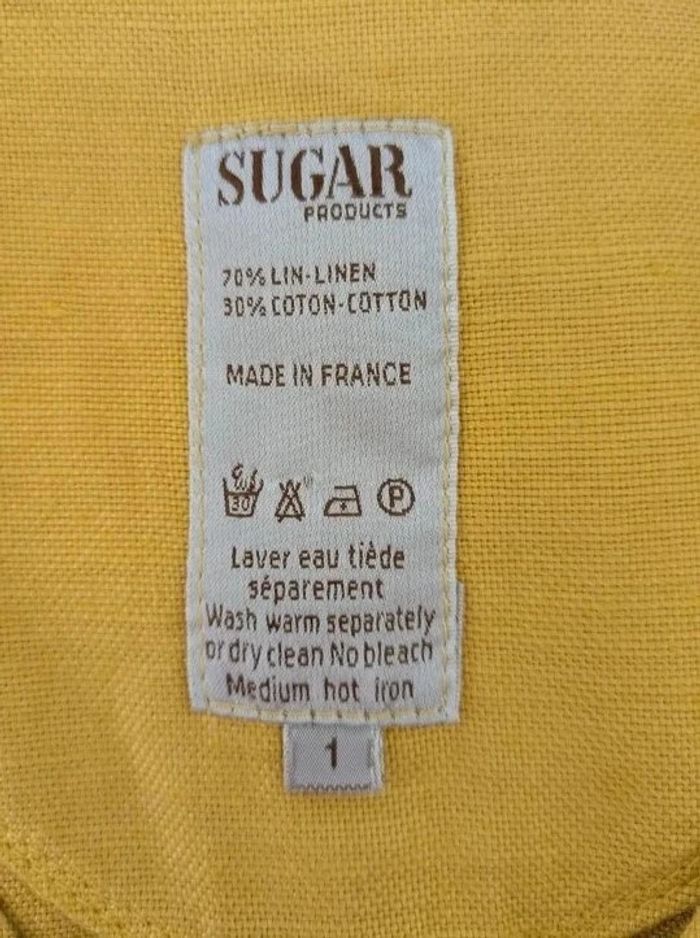 SUGAR
PRODUCTS
70% LIN-LINEN
30% COTON-COTTON
MADE IN FRANCE
30 P
Laver eau tiède
séparement
Wash warm separately
or dry clean No bleach
Medium hot iron
1